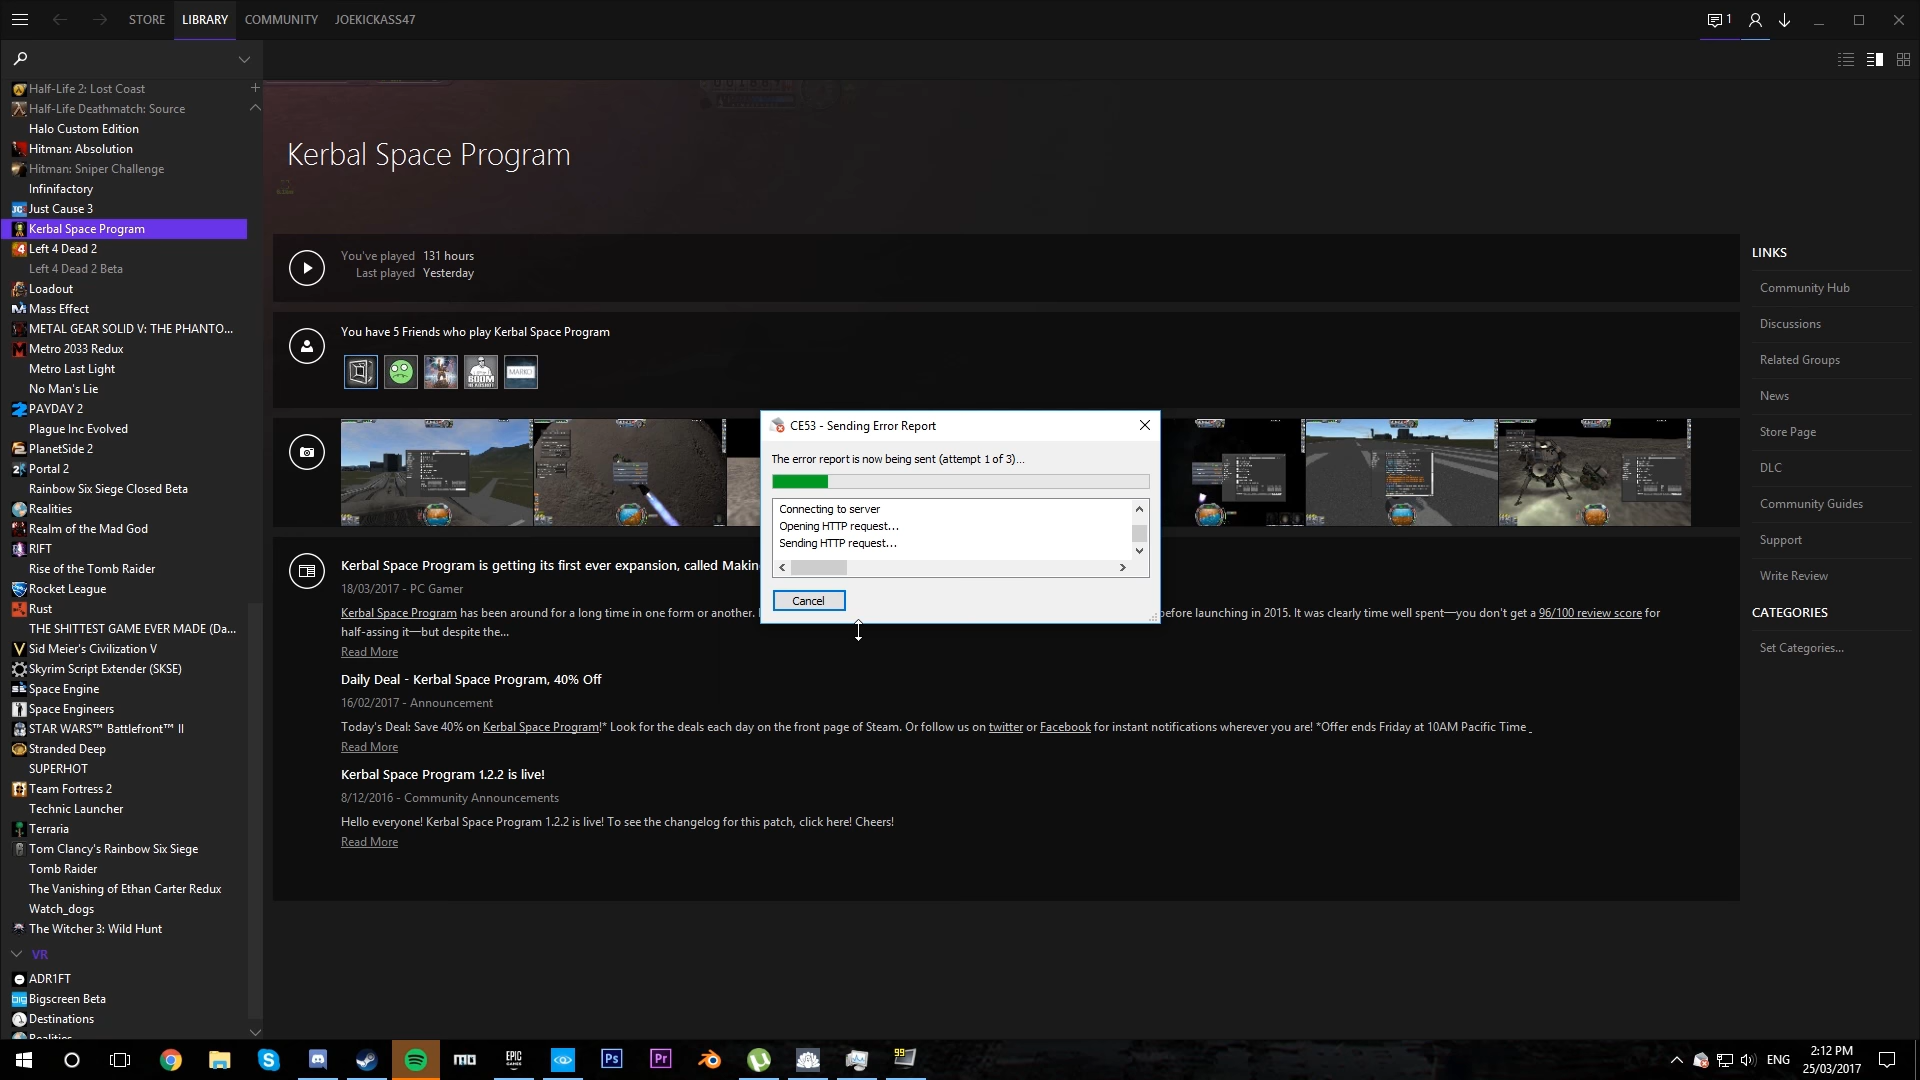 STORE LIBRARY COMMUNITY JOEKICKASS47
1
Half-Life 2: Lost Coast
Half-Life Deathmatch: Source
Halo Custom Edition
Hitman: Absolution
Hitman: Sniper Challenge
Infinifactory
Just Cause 3
Kerbal Space Program
Left 4 Dead 2
Left 4 Dead 2 Beta
Loadout
Mass Effect
METAL GEAR SOLID V: THE PHANTO...
Metro 2033 Redux
Metro Last Light
No Man's Lie
PAYDAY 2
Plague Inc Evolved
PlanetSide 2
Portal 2
Rainbow Six Siege Closed Beta
Realities
Realm of the Mad God
RIFT
Rise of the Tomb Raider
Rocket League
Rust
THE SHITTEST GAME EVER MADE (Da...
Sid Meier's Civilization V
Skyrim Script Extender (SKSE)
Space Engine
Space Engineers
STAR WARS™ Battlefront™ II
Stranded Deep
SUPERHOT
Team Fortress 2
Technic Launcher
Terraria
Tom Clancy's Rainbow Six Siege
Tomb Raider
The Vanishing of Ethan Carter Redux
Watch_dogs
The Witcher 3: Wild Hunt
VR
ADR1FT
Bigscreen Beta
Destinations
Realities
Kerbal Space Program
You've played 131 hours
Last played Yesterday
You have 5 Friends who play Kerbal Space Program
BOOM
HEADSHOT
MARKO
CE53 - Sending Error Report
The error report is now being sent (attempt 1 of 3)...
Connecting to server
Opening HTTP request...
Sending HTTP request...
Cancel
Kerbal Space Program is getting its first ever expansion, called Makin
18/03/2017 - PC Gamer
Kerbal Space Program has been around for a long time in one form or another. before launching in 2015. It was clearly time well spent—you don't get a 96/100 review score for
half-assing it—but despite the...
Read More
Daily Deal - Kerbal Space Program, 40% Off
16/02/2017 - Announcement
Today's Deal: Save 40% on Kerbal Space Program!* Look for the deals each day on the front page of Steam. Or follow us on twitter or Facebook for instant notifications wherever you are! *Offer ends Friday at 10AM Pacific Time
Read More
Kerbal Space Program 1.2.2 is live!
8/12/2016 - Community Announcements
Hello everyone! Kerbal Space Program 1.2.2 is live! To see the changelog for this patch, click here! Cheers!
Read More
LINKS
Community Hub
Discussions
Related Groups
News
Store Page
DLC
Community Guides
Support
Write Review
CATEGORIES
Set Categories...
EPIC
GAMES
Ps
Pr
99
ENG
2:12 PM
25/03/2017